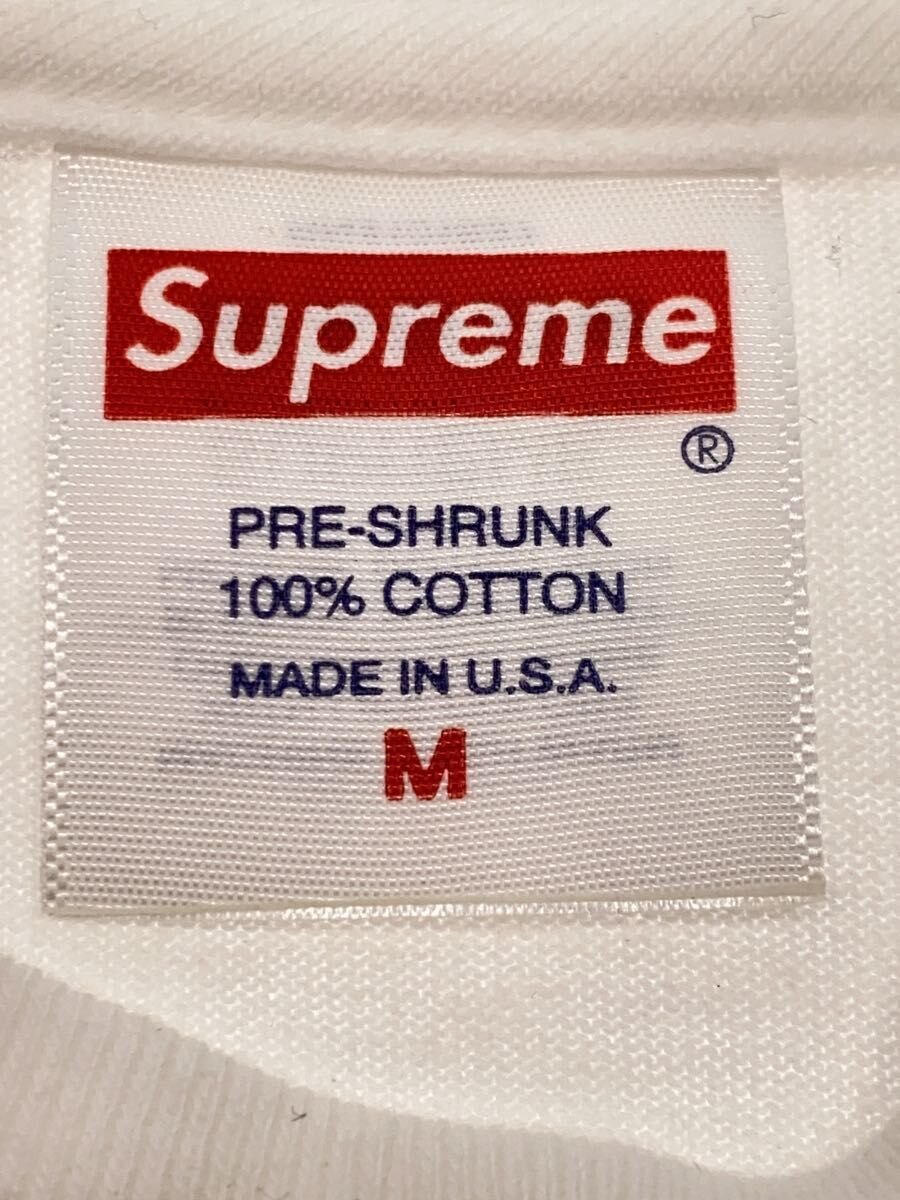 Supreme
®
PRE-SHRUNK
100% COTTON
MADE IN U.S.A.
M